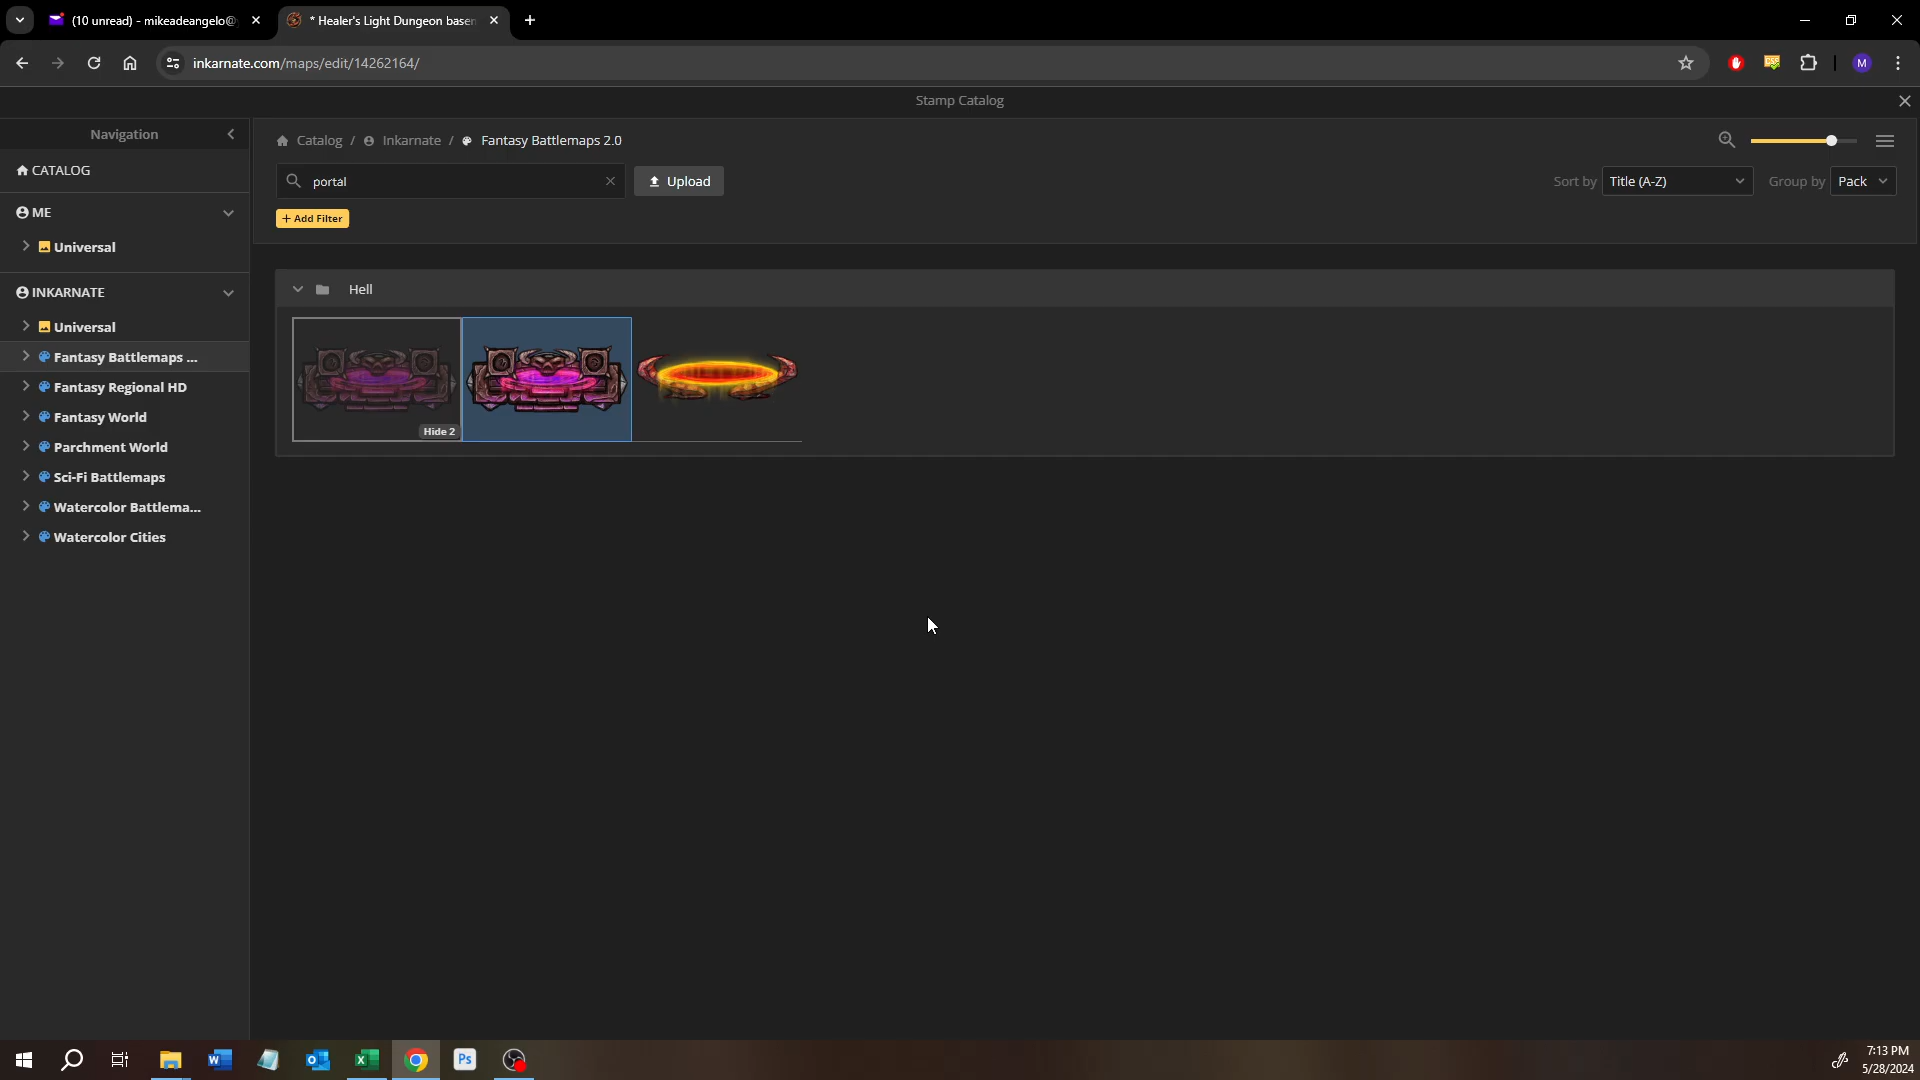 (10 unread) - mikeadeangelo@
* Healer's Light Dungeon basen
inkarnate.com/maps/edit/14262164/
M
Stamp Catalog
Navigation
Catalog / Inkarnate / Fantasy Battlemaps 2.0
CATALOG
portal
Upload
Sort by
Title (A-Z)
Group by
Pack
ME
+ Add Filter
Universal
INKARNATE
Hell
Universal
Fantasy Battlemaps ...
Fantasy Regional HD
Fantasy World
Hide 2
Parchment World
Sci-Fi Battlemaps
Watercolor Battlema...
Watercolor Cities
Ps
7:13 PM
5/28/2024